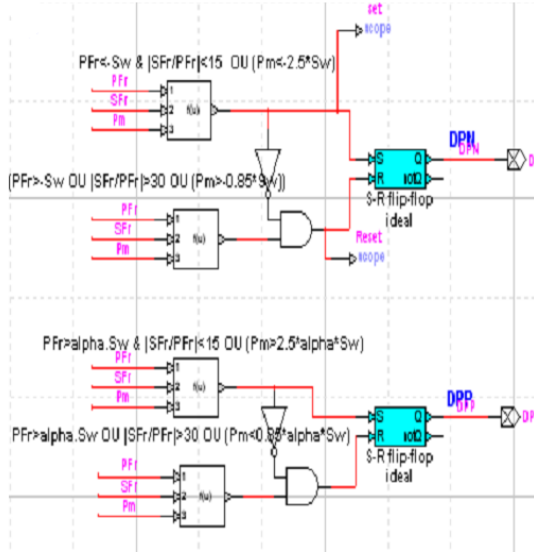 set
scope
PFr<-Sw & |SFr/PFr|<15 OU (Pm<-2.5*Sw)
PFr
SFr
Pm
1
2
3
f(u)
DPN
DPN
S
R
Q
notQ
S-R flip-flop
ideal
(PFr>-Sw OU |SFr/PFr|>30 OU (Pm>-0.85*Sw))
PFr
SFr
Pm
1
2
3
f(u)
Reset
scope
PFr>alpha.Sw & |SFr/PFr|<15 OU (Pm>2.5*alpha*Sw)
PFr
SFr
Pm
1
2
3
f(u)
DPP
DPP
S
R
Q
notQ
S-R flip-flop
ideal
PFr>alpha.Sw OU |SFr/PFr|>30 OU (Pm<0.85*alpha*Sw)
PFr
SFr
Pm
1
2
3
f(u)